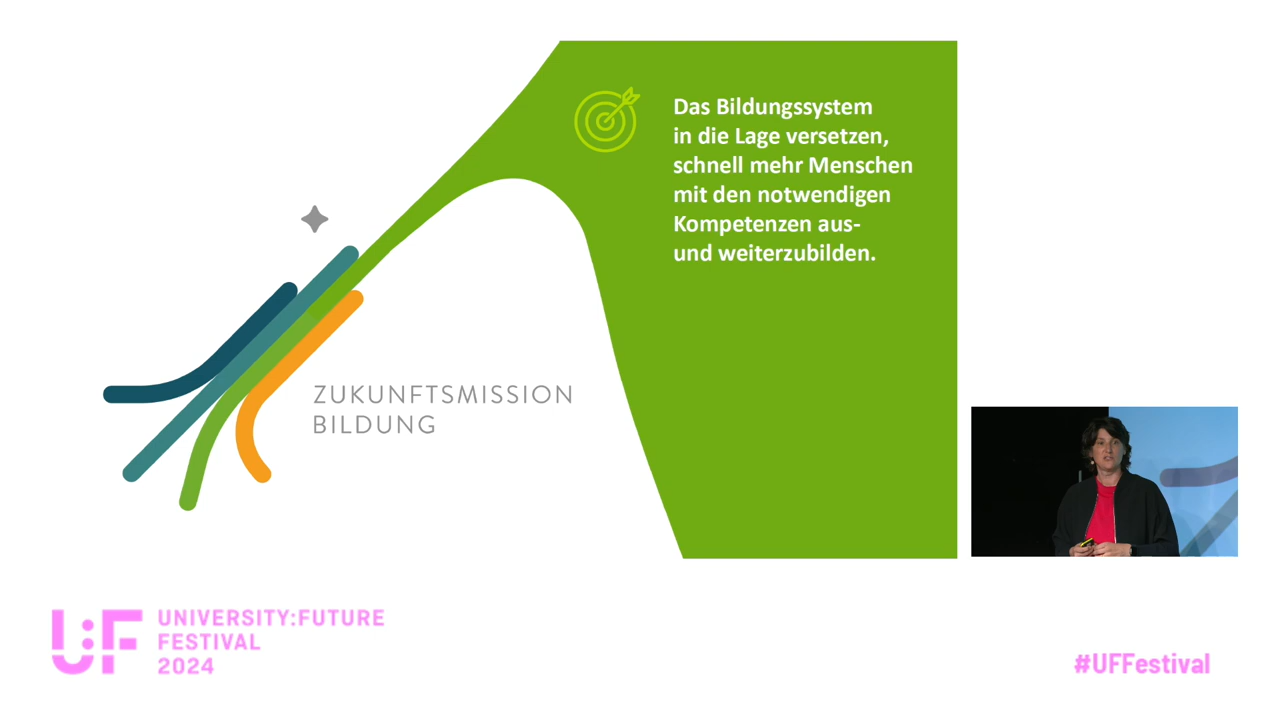 Das Bildungssystem
in die Lage versetzen,
schnell mehr Menschen
mit den notwendigen
Kompetenzen aus-
und weiterzubilden.
ZUKUNFTSMISSION
BILDUNG
U:F
UNIVERSITY:FUTURE
FESTIVAL
2024
#UFFestival